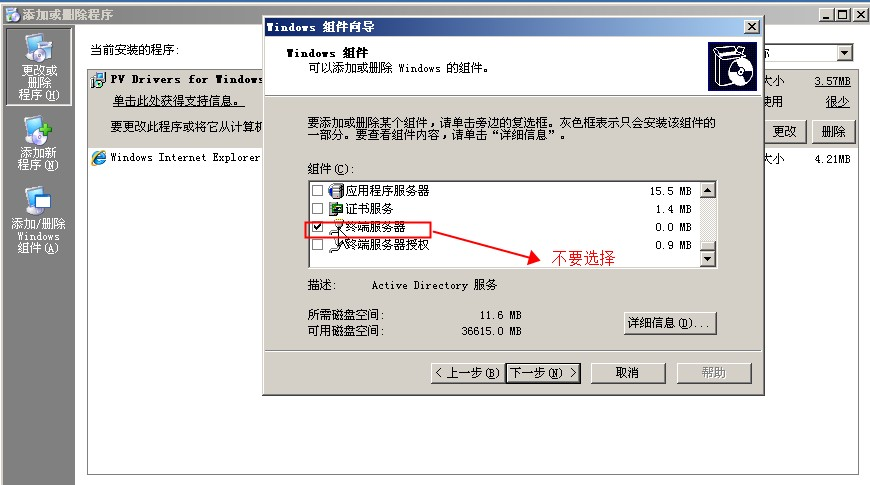 添加或删除程序
更改或
删除
程序(H)
添加新
程序(N)
添加/删除
Windows
组件(A)
当前安装的程序:
PV Drivers for Windows
大小
3.57MB
单击此处获得支持信息。
使用
很少
要更改此程序或将它从计算机
更改
删除
Windows Internet Explorer
大小
4.21MB
Windows 组件向导
Windows 组件
可以添加或删除 Windows 的组件。
要添加或删除某个组件，请单击旁边的复选框。灰色框表示只会安装该组件的
一部分。要查看组件内容，请单击“详细信息”。
组件(C):
应用程序服务器 15.5 MB
证书服务 1.4 MB
终端服务器 0.0 MB
终端服务器授权 0.9 MB
不要选择
描述: Active Directory 服务
所需磁盘空间: 11.6 MB
可用磁盘空间: 36615.0 MB
详细信息(D)...
< 上一步(B)
下一步(N) >
取消
帮助